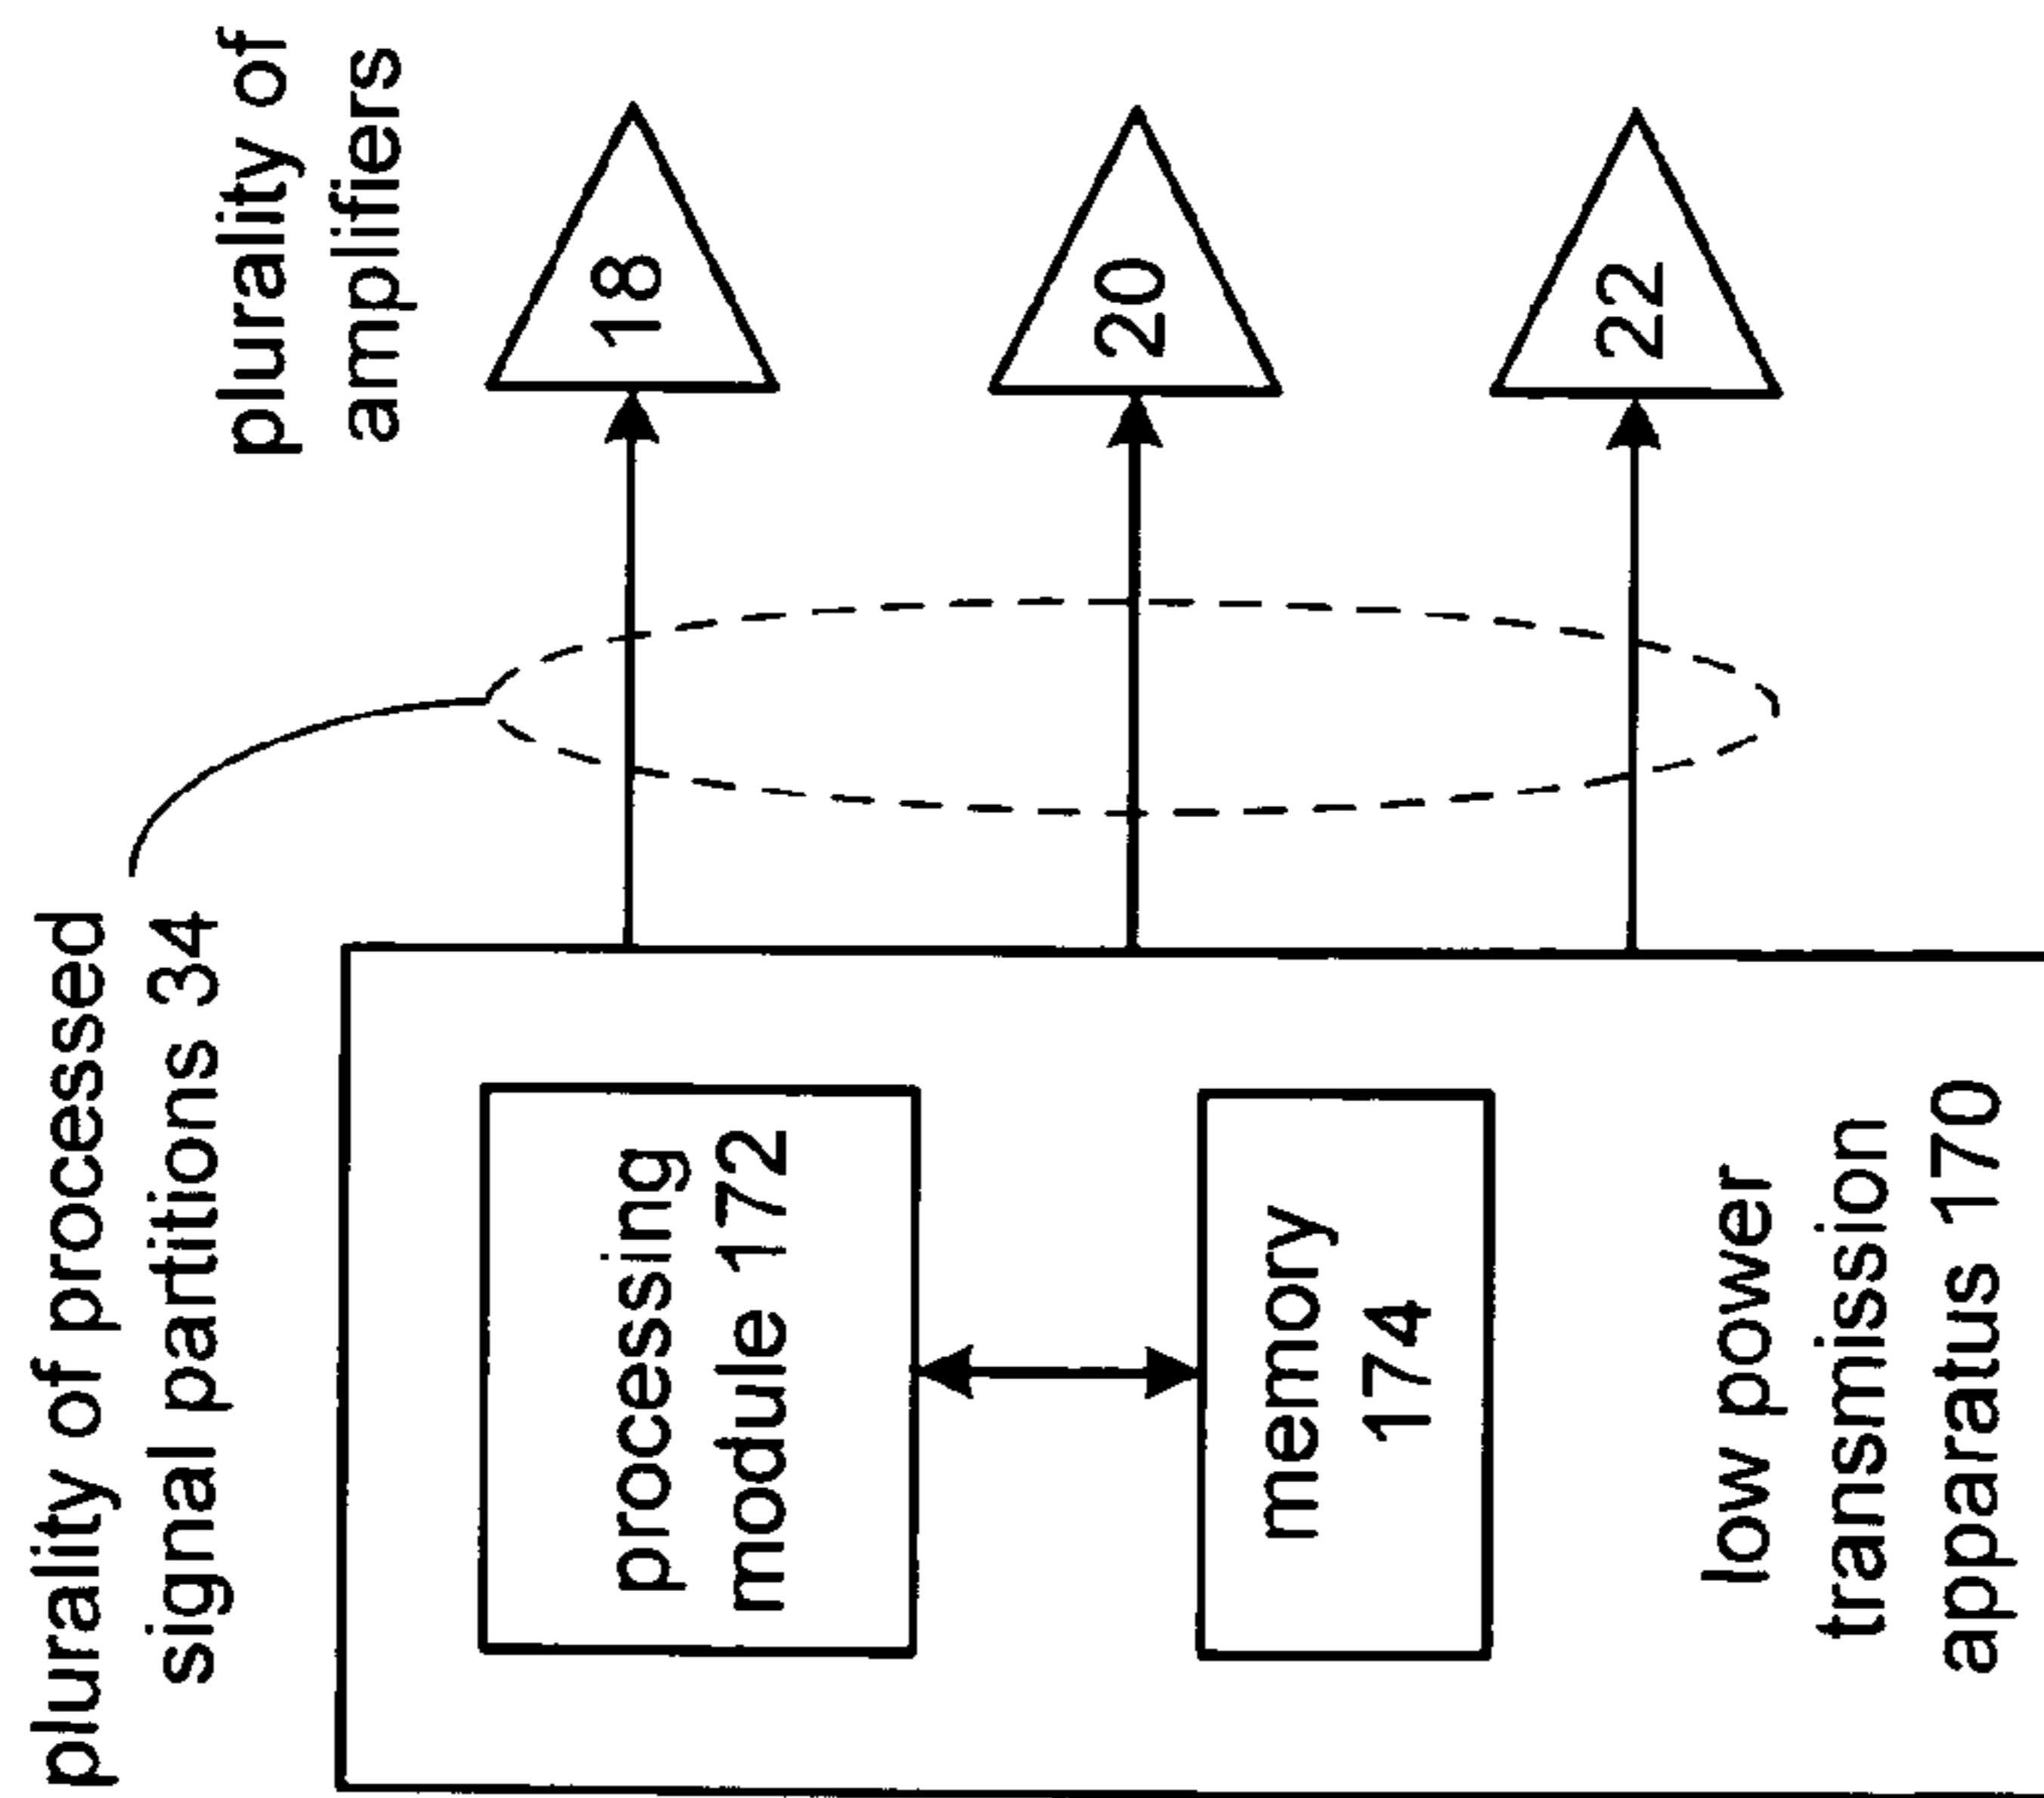 plurality of processed
signal partitions 34
plurality of
amplifiers
processing
module 172
memory
174
low power
transmission
apparatus 170
18
20
22